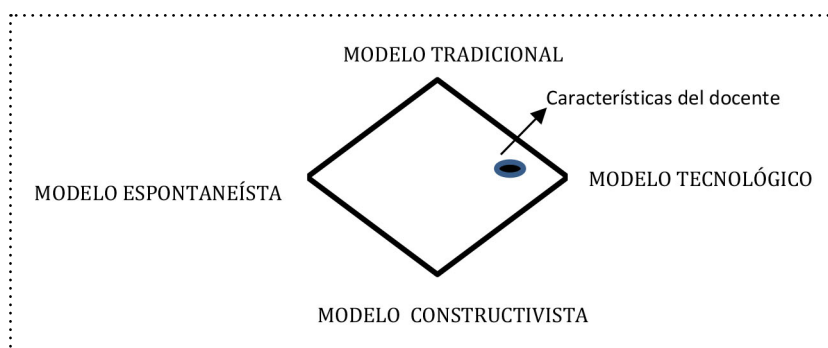 MODELO TRADICIONAL
Características del docente
MODELO ESPONTANEÍSTA
MODELO TECNOLÓGICO
MODELO CONSTRUCTIVISTA